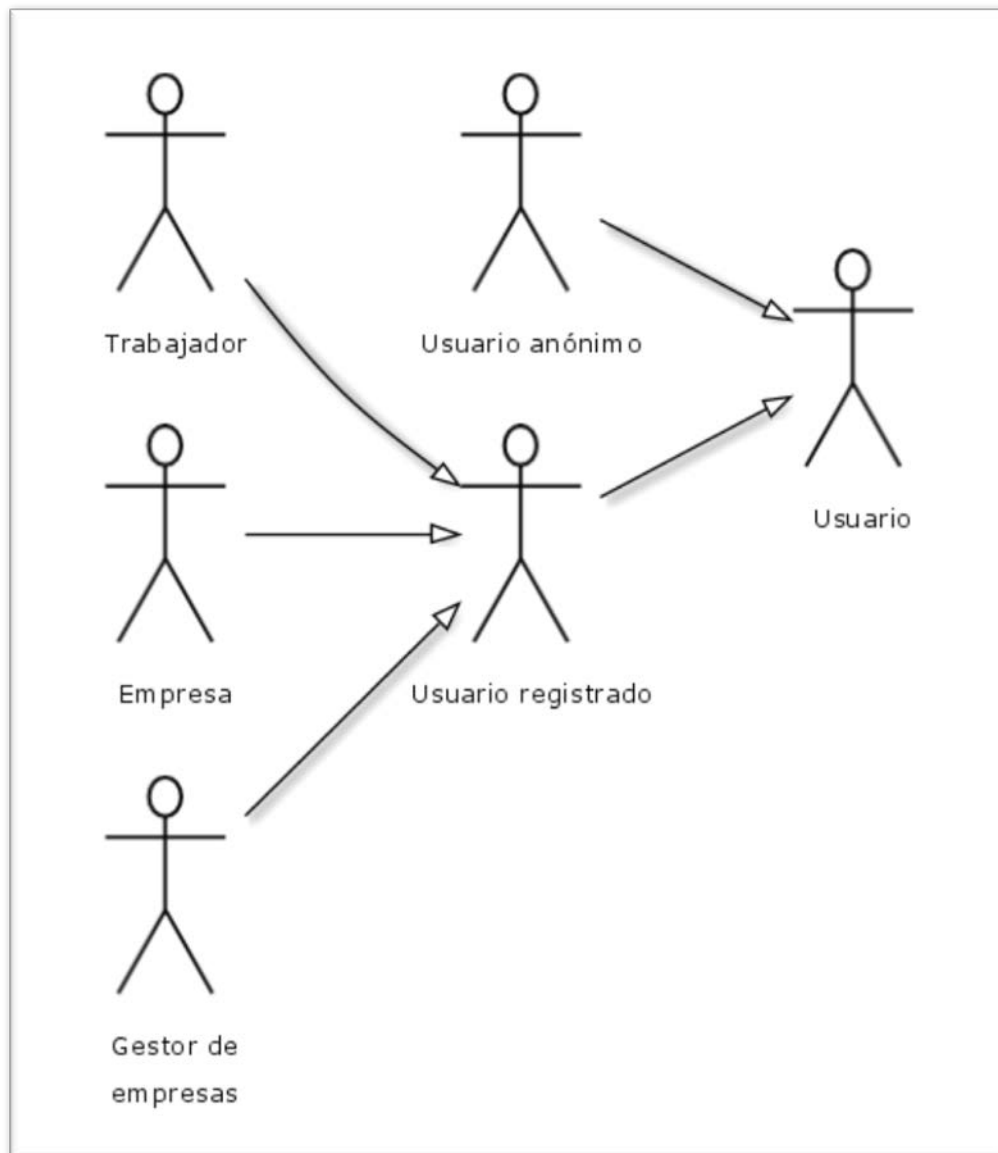 Trabajador
Usuario anónimo
Usuario
Empresa
Usuario registrado
Gestor de
empresas